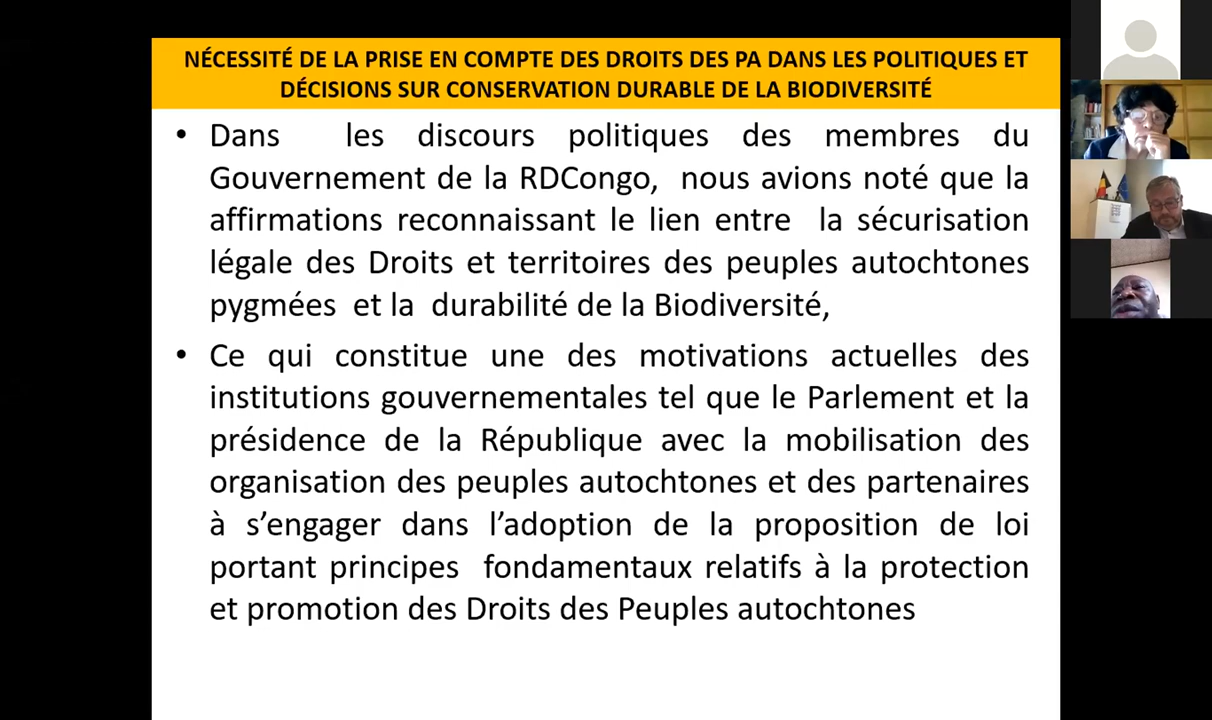 NÉCESSITÉ DE LA PRISE EN COMPTE DES DROITS DES PA DANS LES POLITIQUES ET
DÉCISIONS SUR CONSERVATION DURABLE DE LA BIODIVERSITÉ
• Dans les discours politiques des membres du
Gouvernement de la RDCongo, nous avions noté que la
affirmations reconnaissant le lien entre la sécurisation
légale des Droits et territoires des peuples autochtones
pygmées et la durabilité de la Biodiversité,
• Ce qui constitue une des motivations actuelles des
institutions gouvernementales tel que le Parlement et la
présidence de la République avec la mobilisation des
organisation des peuples autochtones et des partenaires
à s’engager dans l’adoption de la proposition de loi
portant principes fondamentaux relatifs à la protection
et promotion des Droits des Peuples autochtones